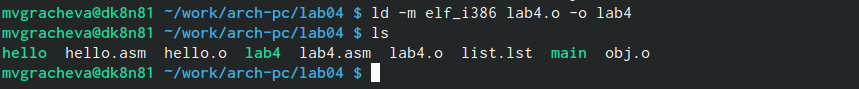 mvgracheva@dk8n81 ~/work/arch-pc/lab04 $ ld -m elf_i386 lab4.o -o lab4
mvgracheva@dk8n81 ~/work/arch-pc/lab04 $ ls
hello  hello.asm  hello.o  lab4  lab4.asm  lab4.o  list.lst  main  obj.o
mvgracheva@dk8n81 ~/work/arch-pc/lab04 $